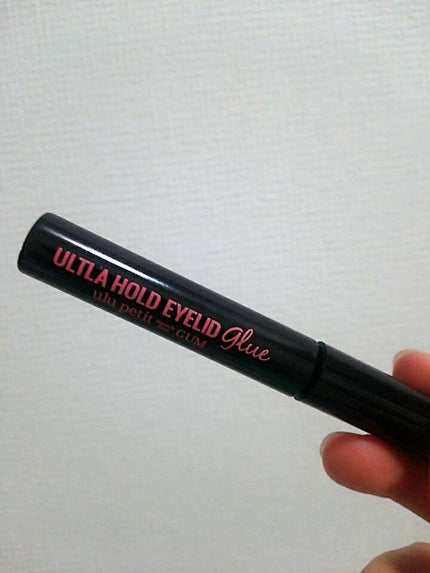 ULTLA HOLD EYELID Glue
ulu petit GUM